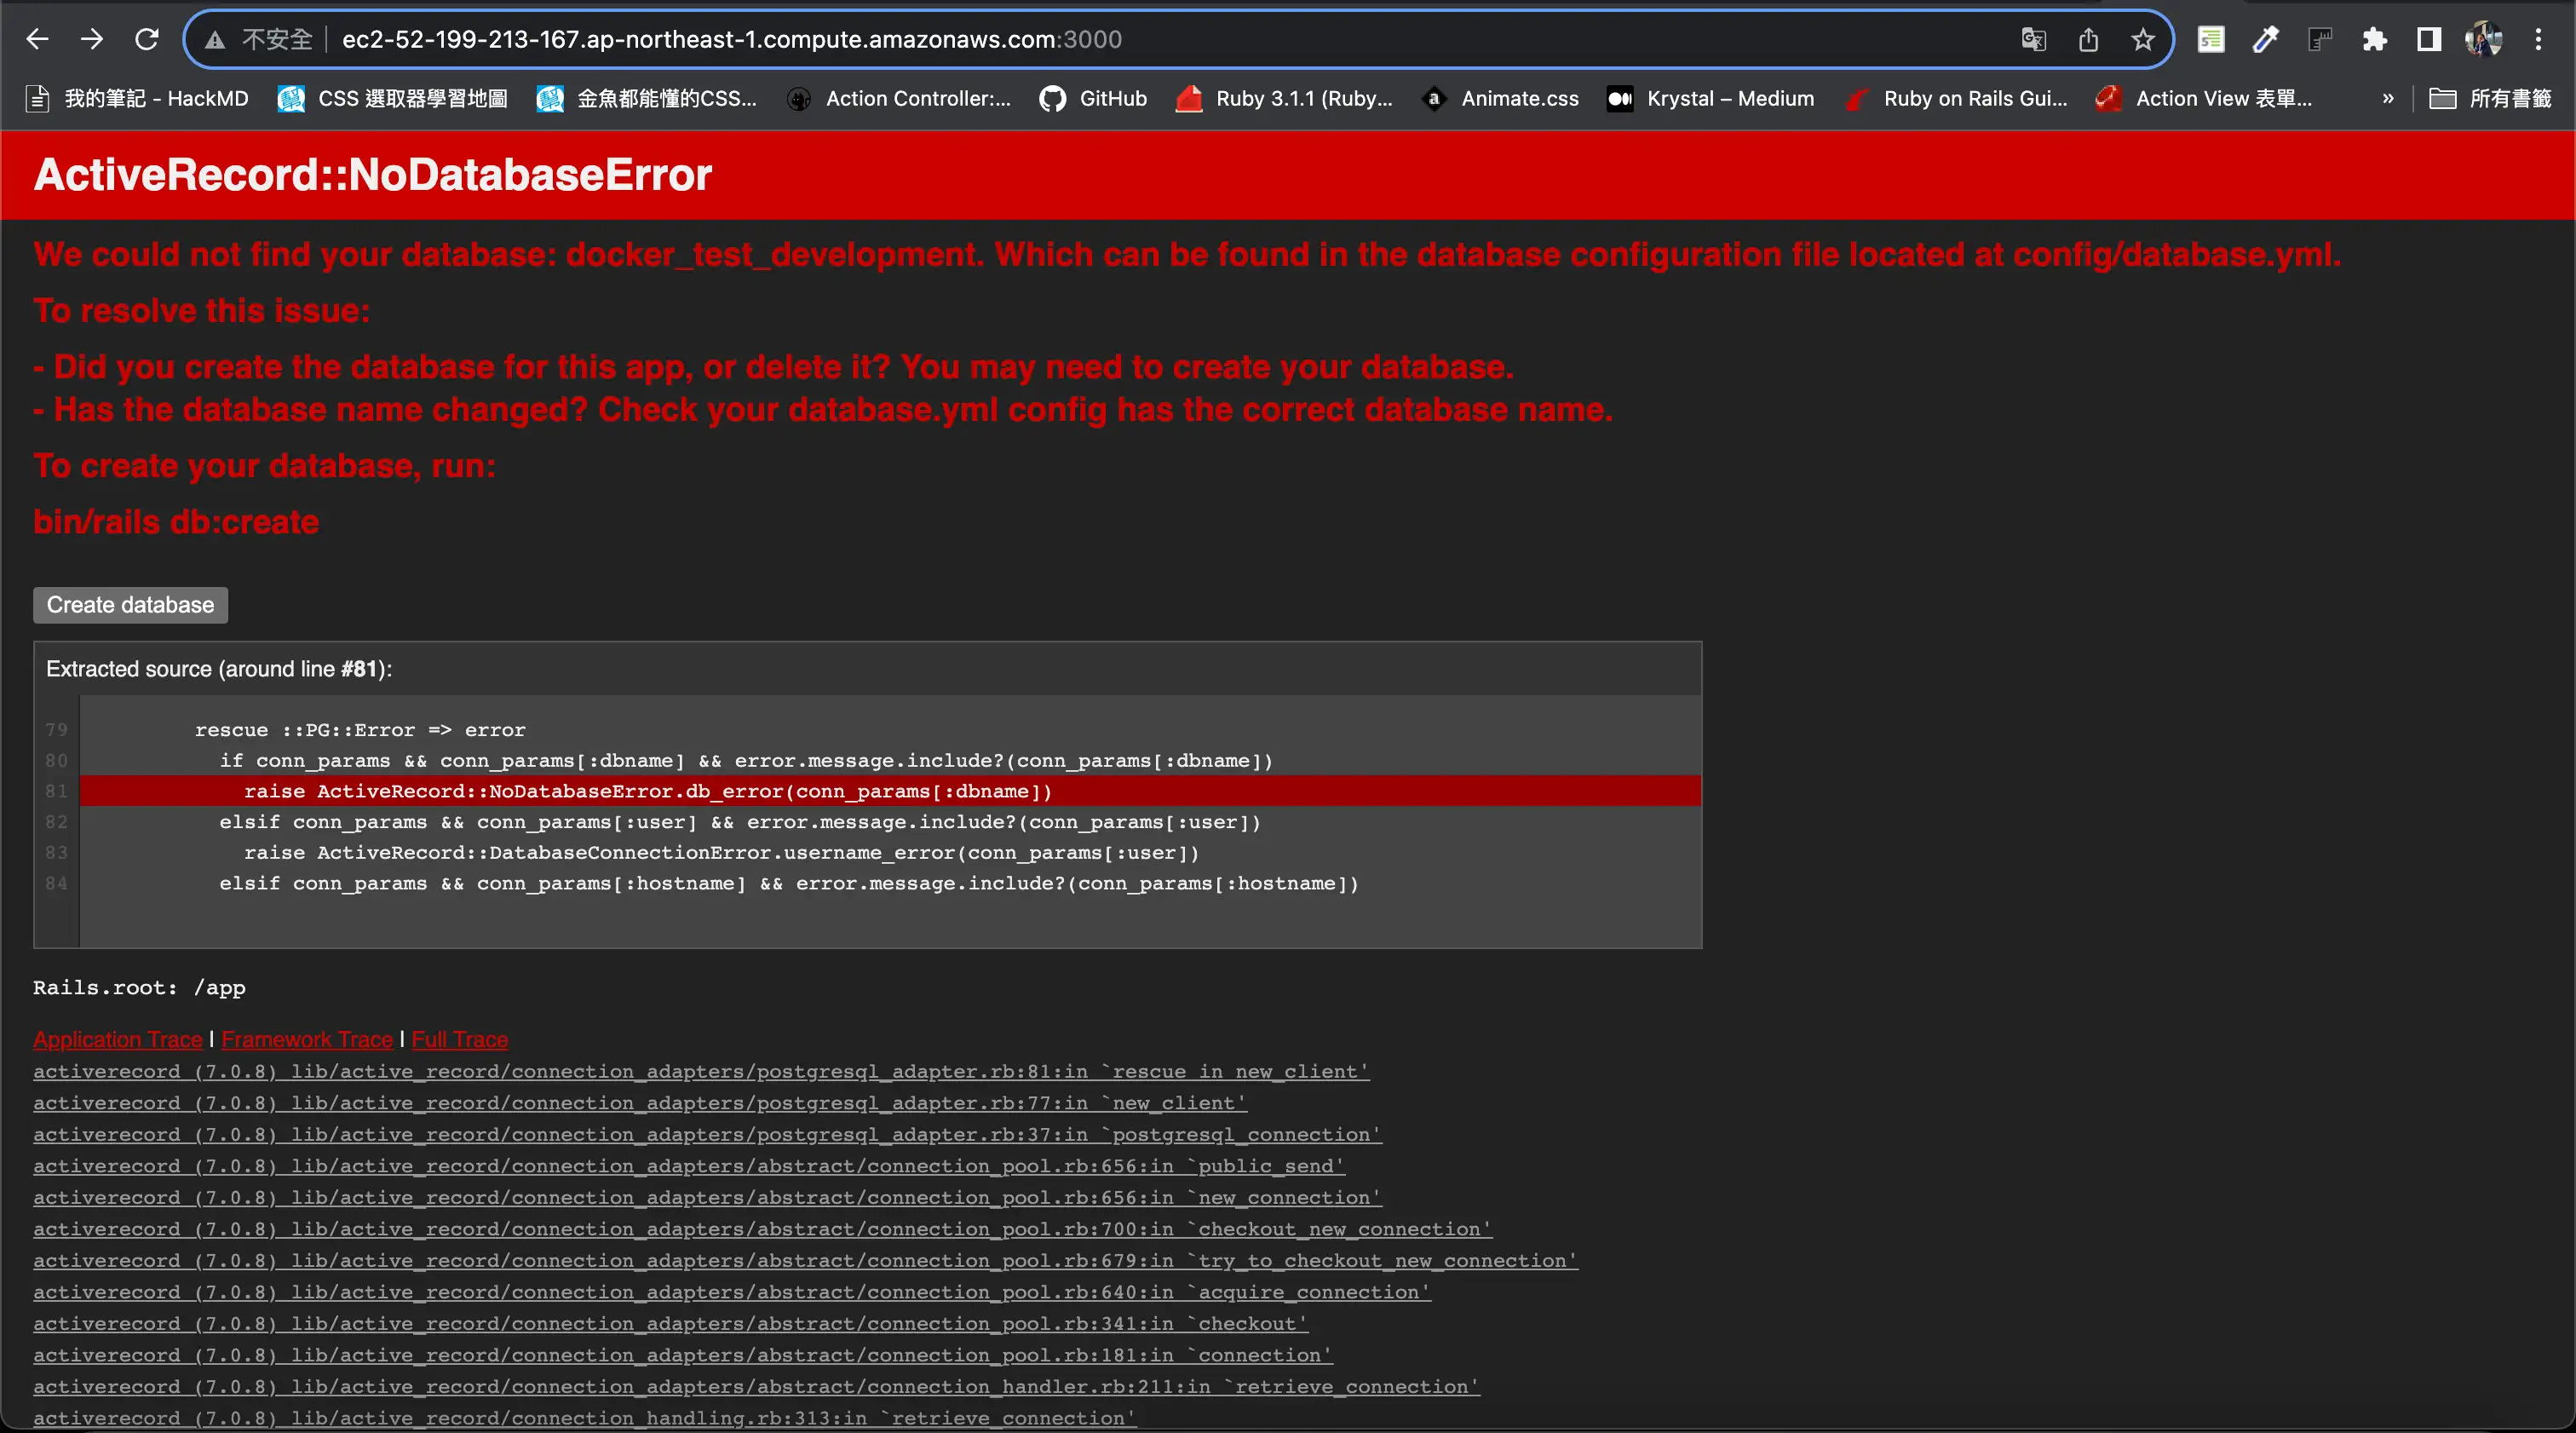 不安全 ec2-52-199-213-167.ap-northeast-1.compute.amazonaws.com:3000
我的筆記 – HackMD CSS 選取器學習地圖 金魚都能懂的CSS... Action Controller:... GitHub Ruby 3.1.1 (Ruby... Animate.css Krystal – Medium Ruby on Rails Gui... Action View 表單... » 所有書籤
ActiveRecord::NoDatabaseError
We could not find your database: docker_test_development. Which can be found in the database configuration file located at config/database.yml.
To resolve this issue:
- Did you create the database for this app, or delete it? You may need to create your database.
- Has the database name changed? Check your database.yml config has the correct database name.
To create your database, run:
bin/rails db:create
Create database
Extracted source (around line #81):
79 rescue ::PG::Error => error
80 if conn_params && conn_params[:dbname] && error.message.include?(conn_params[:dbname])
81 raise ActiveRecord::NoDatabaseError.db_error(conn_params[:dbname])
82 elsif conn_params && conn_params[:user] && error.message.include?(conn_params[:user])
83 raise ActiveRecord::DatabaseConnectionError.username_error(conn_params[:user])
84 elsif conn_params && conn_params[:hostname] && error.message.include?(conn_params[:hostname])
Rails.root: /app
Application Trace | Framework Trace | Full Trace
activerecord (7.0.8) lib/active_record/connection_adapters/postgresql_adapter.rb:81:in `rescue in new_client'
activerecord (7.0.8) lib/active_record/connection_adapters/postgresql_adapter.rb:77:in `new_client'
activerecord (7.0.8) lib/active_record/connection_adapters/postgresql_adapter.rb:37:in `postgresql_connection'
activerecord (7.0.8) lib/active_record/connection_adapters/abstract/connection_pool.rb:656:in `public_send'
activerecord (7.0.8) lib/active_record/connection_adapters/abstract/connection_pool.rb:656:in `new_connection'
activerecord (7.0.8) lib/active_record/connection_adapters/abstract/connection_pool.rb:700:in `checkout_new_connection'
activerecord (7.0.8) lib/active_record/connection_adapters/abstract/connection_pool.rb:679:in `try_to_checkout_new_connection'
activerecord (7.0.8) lib/active_record/connection_adapters/abstract/connection_pool.rb:640:in `acquire_connection'
activerecord (7.0.8) lib/active_record/connection_adapters/abstract/connection_pool.rb:341:in `checkout'
activerecord (7.0.8) lib/active_record/connection_adapters/abstract/connection_pool.rb:181:in `connection'
activerecord (7.0.8) lib/active_record/connection_adapters/abstract/connection_handler.rb:211:in `retrieve_connection'
activerecord (7.0.8) lib/active_record/connection_handling.rb:313:in `retrieve_connection'